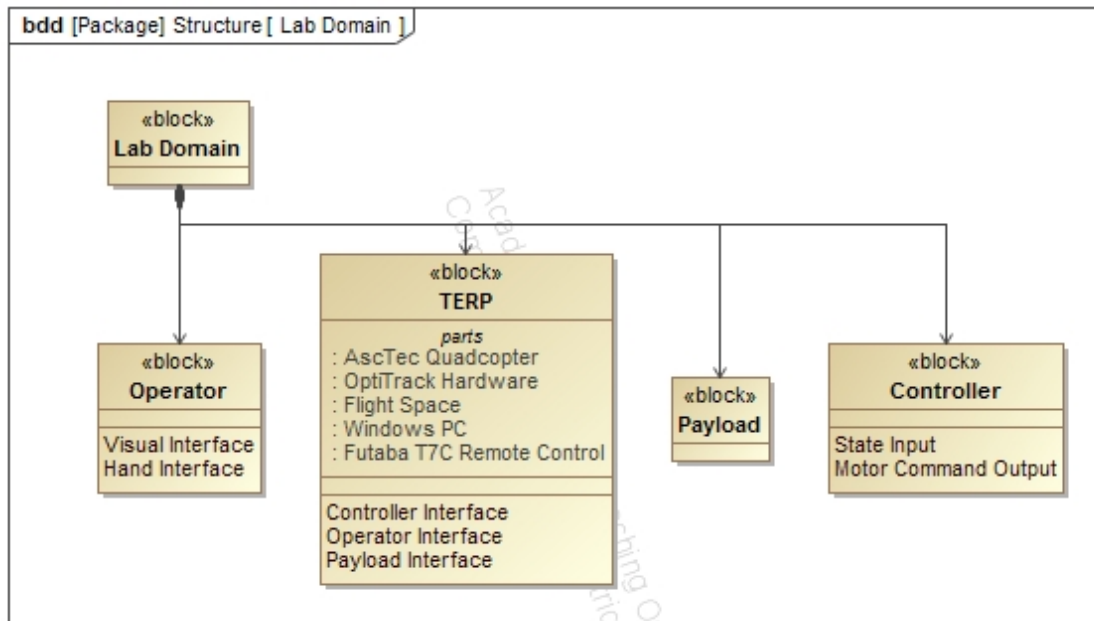 bdd [Package] Structure [ Lab Domain ]
«block»
Lab Domain
«block»
Operator
Visual Interface
Hand Interface
«block»
TERP
parts
: AscTec Quadcopter
: OptiTrack Hardware
: Flight Space
: Windows PC
: Futaba T7C Remote Control
Controller Interface
Operator Interface
Payload Interface
«block»
Payload
«block»
Controller
State Input
Motor Command Output